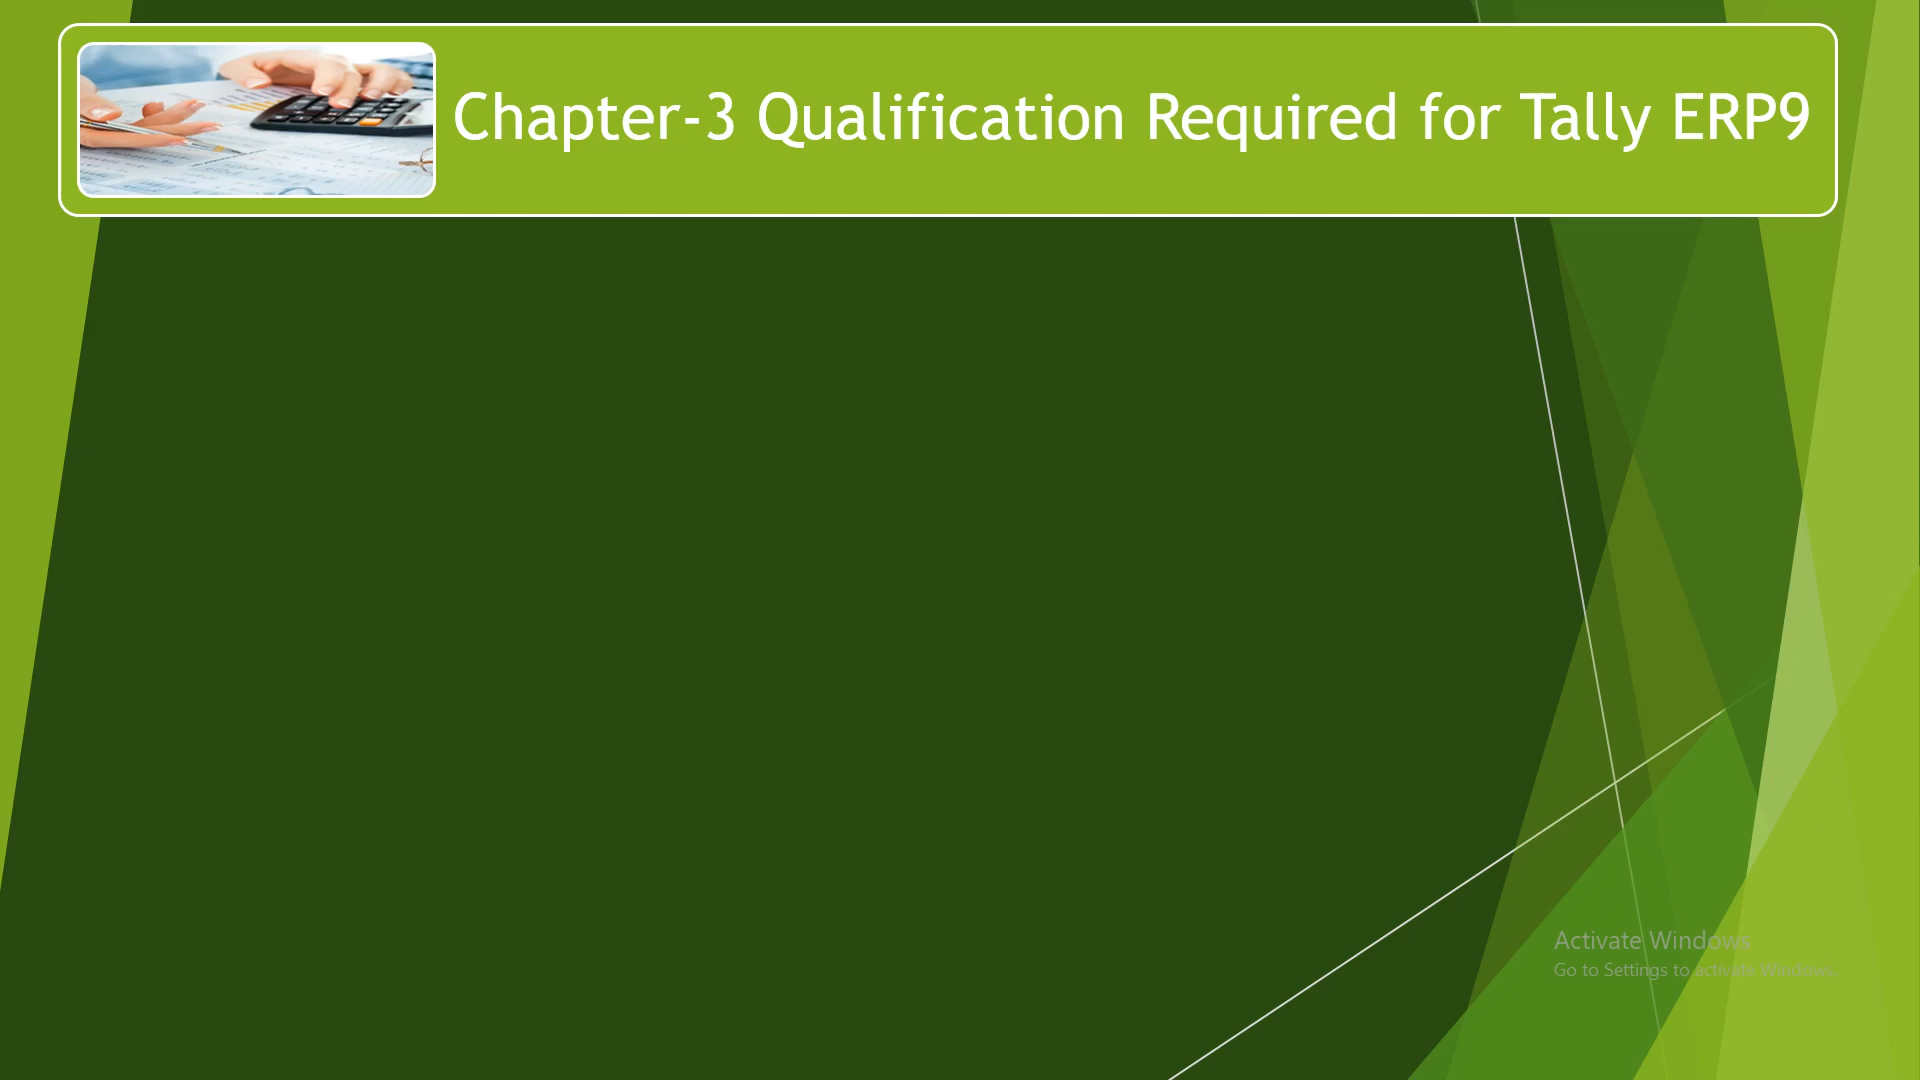 Chapter-3 Qualification Required for Tally ERP9
Activate Windows
Go to Settings to activate Windows.